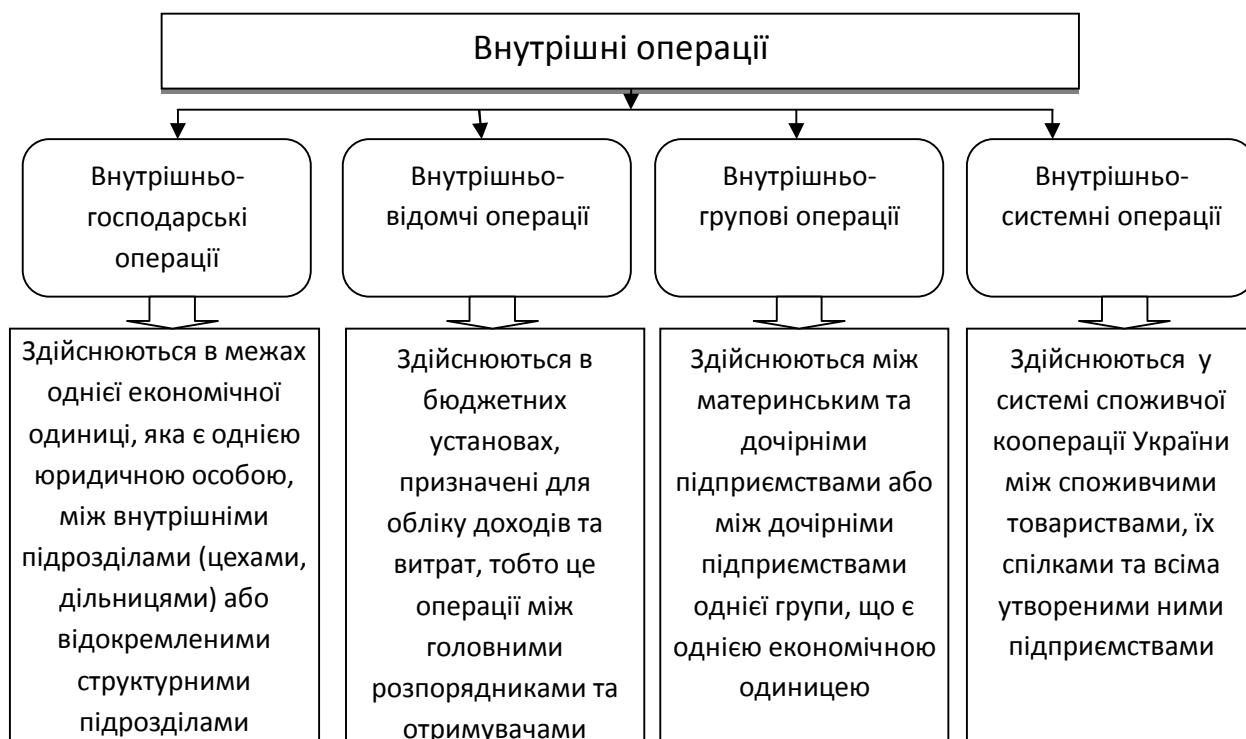 Внутрішні операції
Внутрішньо-
господарські
операції
Внутрішньо-
відомчі операції
Внутрішньо-
групові операції
Внутрішньо-
системні операції
Здійснюються в межах
однієї економічної
одиниці, яка є однією
юридичною особою,
між внутрішніми
підрозділами (цехами,
дільницями) або
відокремленими
структурними
підрозділами
Здійснюються в
бюджетних
установах,
призначені для
обліку доходів та
витрат, тобто це
операції між
головними
розпорядниками та
отримувачами
Здійснюються між
материнським та
дочірніми
підприємствами або
між дочірніми
підприємствами
однієї групи, що є
однією економічною
одиницею
Здійснюються у
системі споживчої
кооперації України
між споживчими
товариствами, їх
спілками та всіма
утвореними ними
підприємствами